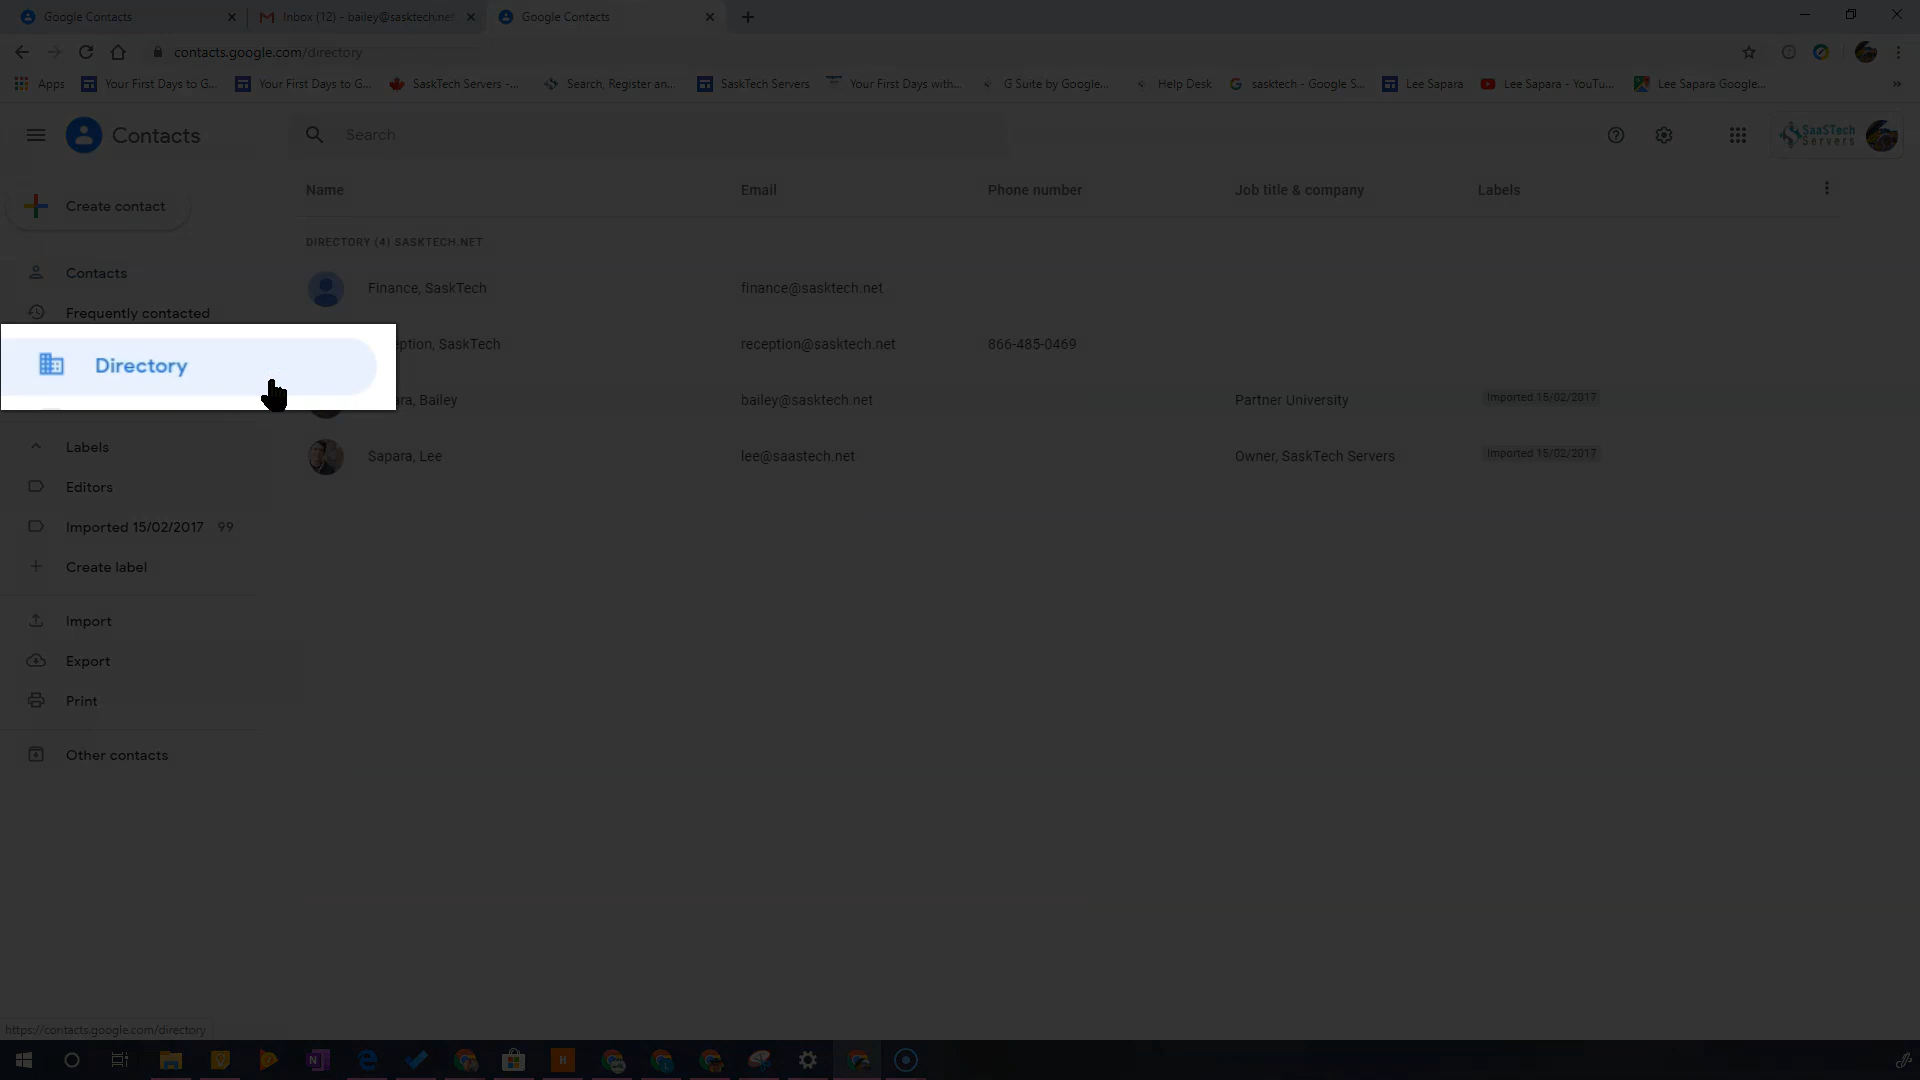 Google Contacts
Inbox (12) - bailey@sasktech.net
Google Contacts
contacts.google.com/directory
Apps
Your First Days to G...
Your First Days to G...
SaskTech Servers -...
Search, Register an...
SaskTech Servers
Your First Days with...
G Suite by Google...
Help Desk
sasktech - Google S...
Lee Sapara
Lee Sapara - YouTu...
Lee Sapara Google...
Contacts
Search
SaaSTech
Servers
Create contact
Name Email Phone number Job title & company Labels
DIRECTORY (4) SASKTECH.NET
Contacts
Finance, SaskTech finance@sasktech.net
Frequently contacted
eption, SaskTech reception@sasktech.net 866-485-0469
Directory
ara, Bailey bailey@sasktech.net Partner University Imported 15/02/2017
Labels
Sapara, Lee lee@saastech.net Owner, SaskTech Servers Imported 15/02/2017
Editors
Imported 15/02/2017 99
Create label
Import
Export
Print
Other contacts
https://contacts.google.com/directory